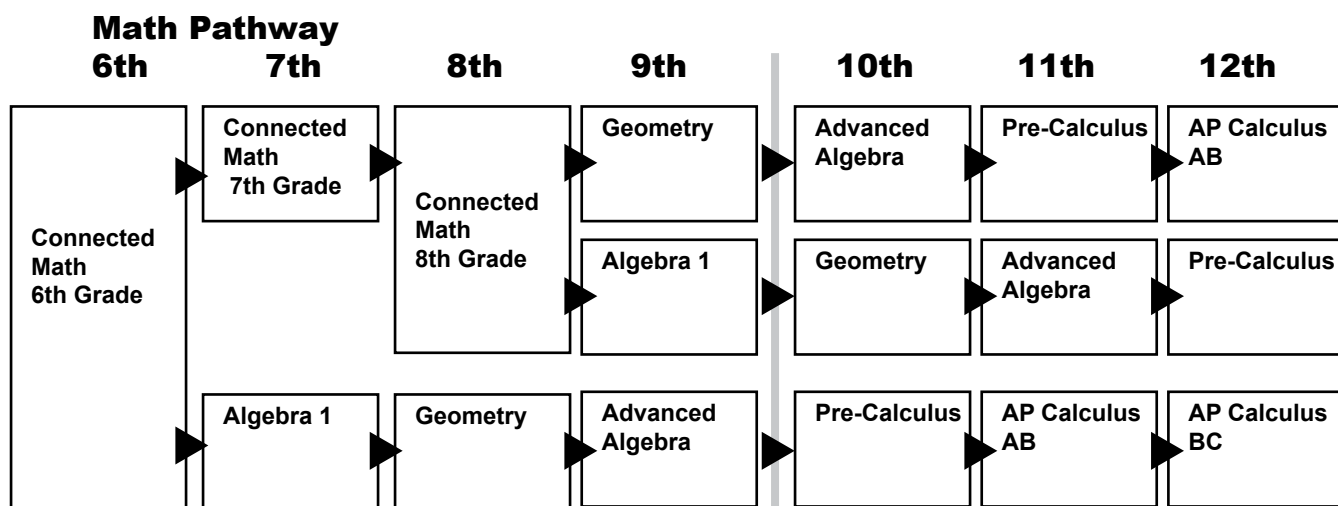 Math Pathway
6th 7th 8th 9th 10th 11th 12th
Connected
Math
6th Grade
Connected
Math
7th Grade
Connected
Math
8th Grade
Geometry
Advanced
Algebra
Pre-Calculus
AP Calculus
AB
Algebra 1
Geometry
Advanced
Algebra
Pre-Calculus
Algebra 1
Geometry
Advanced
Algebra
Pre-Calculus
AP Calculus
AB
AP Calculus
BC